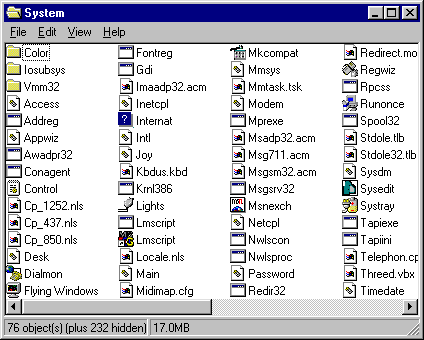 System
File Edit View Help
Color
Iosubsys
Vmm32
Access
Addreg
Appwiz
Awadpr32
Conagent
Control
Cp_1252.nls
Cp_437.nls
Cp_850.nls
Desk
Dialmon
Flying Windows
Fontreg
Gdi
Imaadp32.acm
Inetcpl
Internat
Intl
Joy
Kbdus.kbd
Krnl386
Lights
Lmscript
Lmscript
Locale.nls
Main
Midimap.cfg
Mkcompat
Mmsys
Mmtask.tsk
Modem
Mprexe
Msadp32.acm
Msg711.acm
Msgsm32.acm
Msgsrv32
Msnexch
Netcpl
Nwlscon
Nwlsproc
Password
Redir32
Redirect.mo
Regwiz
Rpcss
Runonce
Spool32
Stdole.tlb
Stdole32.tlb
Sysdm
Sysedit
Systray
Tapiexe
Tapiini
Telephon.cp
Threed.vbx
Timedate
76 object(s) (plus 232 hidden) 17.0MB